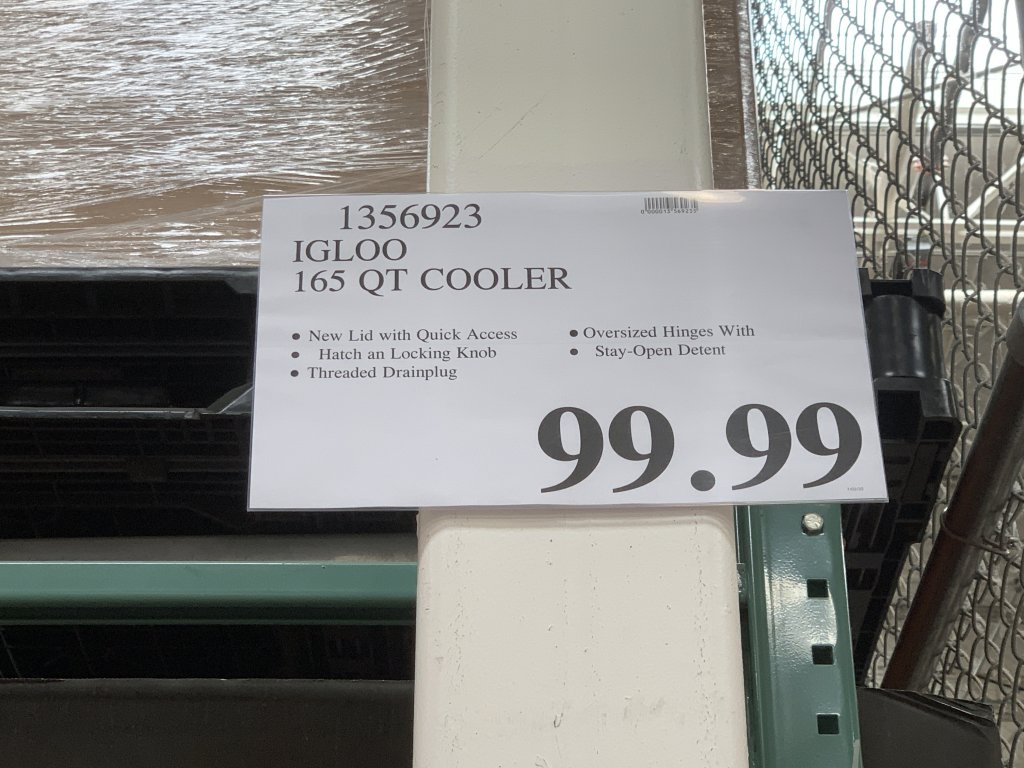 1356923
IGLOO
165 QT COOLER
• New Lid with Quick Access
• Hatch an Locking Knob
• Threaded Drainplug
• Oversized Hinges With
• Stay-Open Detent
99.99